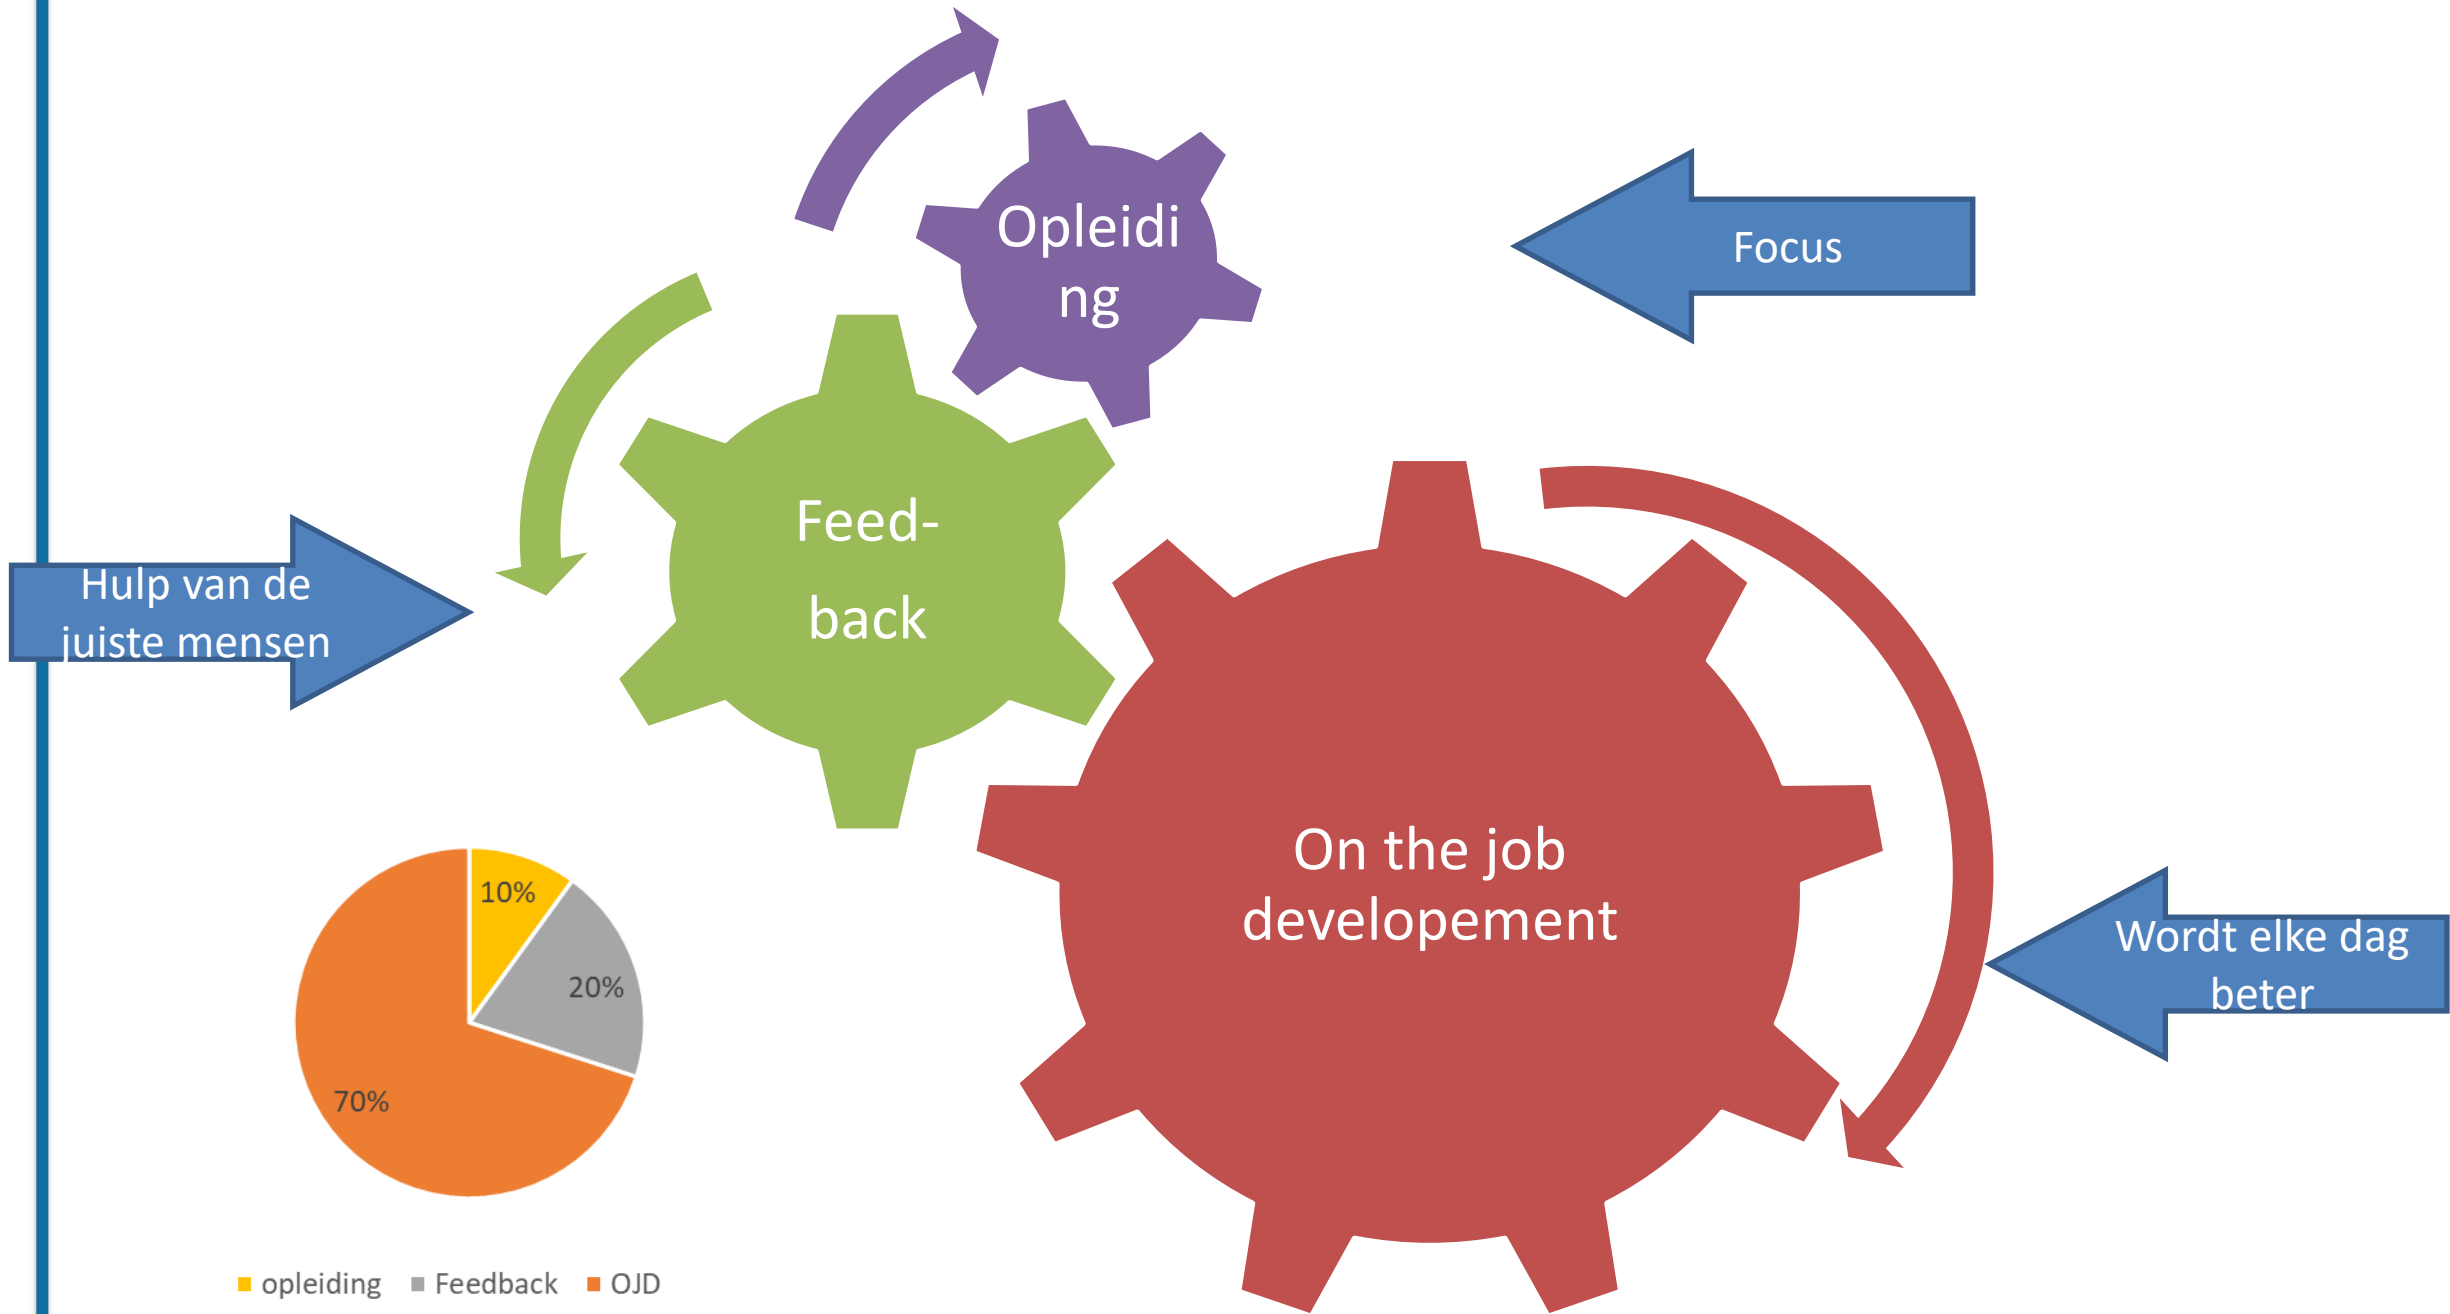 Opleidi
ng
Focus
Feed-
back
Hulp van de
juiste mensen
On the job
developement
Wordt elke dag
beter
10%
20%
70%
opleiding Feedback OJD